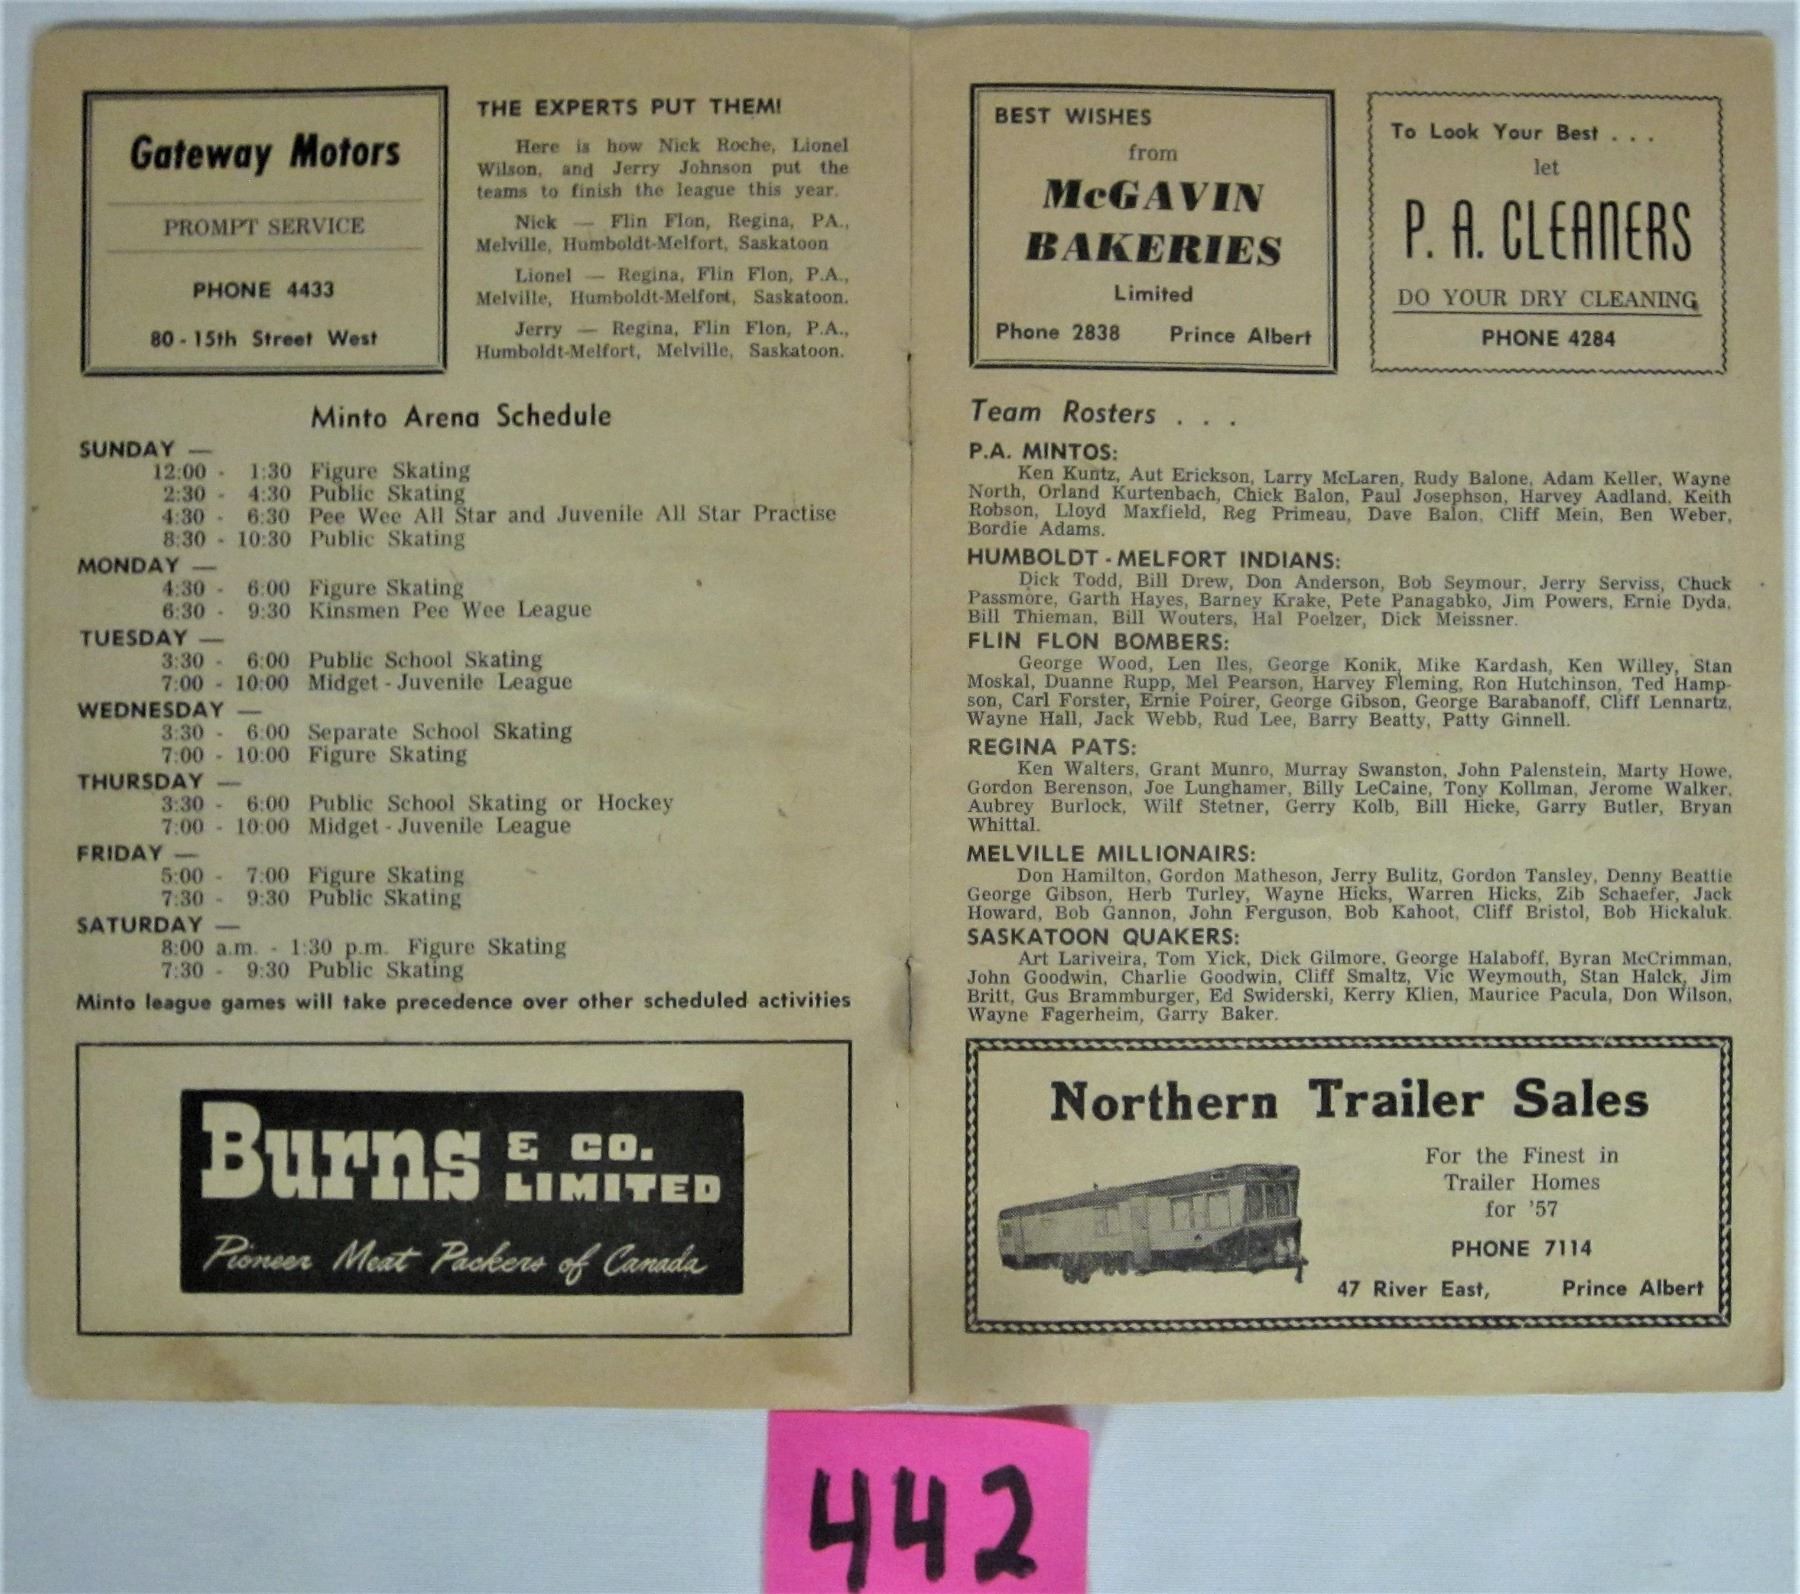 Gateway Motors
PROMPT SERVICE
PHONE 4433
80 - 15th Street West
THE EXPERTS PUT THEM!
Here is how Nick Roche, Lionel
Wilson, and Jerry Johnson put the
teams to finish the league this year.
Nick — Flin Flon, Regina, PA.,
Melville, Humboldt-Melfort, Saskatoon
Lionel — Regina, Flin Flon, P.A.,
Melville, Humboldt-Melfort, Saskatoon.
Jerry — Regina, Flin Flon, P.A.,
Humboldt-Melfort, Melville, Saskatoon.
Minto Arena Schedule
SUNDAY —
12:00 - 1:30 Figure Skating
2:30 - 4:30 Public Skating
4:30 - 6:30 Pee Wee All Star and Juvenile All Star Practise
8:30 - 10:30 Public Skating
MONDAY —
4:30 - 6:00 Figure Skating
6:30 - 9:30 Kinsmen Pee Wee League
TUESDAY —
3:30 - 6:00 Public School Skating
7:00 - 10:00 Midget - Juvenile League
WEDNESDAY —
3:30 - 6:00 Separate School Skating
7:00 - 10:00 Figure Skating
THURSDAY —
3:30 - 6:00 Public School Skating or Hockey
7:00 - 10:00 Midget - Juvenile League
FRIDAY —
5:00 - 7:00 Figure Skating
7:30 - 9:30 Public Skating
SATURDAY —
8:00 a.m. - 1:30 p.m. Figure Skating
7:30 - 9:30 Public Skating
Minto league games will take precedence over other scheduled activities
Burns & CO.
LIMITED
Pioneer Meat Packers of Canada
BEST WISHES
from
McGAVIN
BAKERIES
Limited
Phone 2838 Prince Albert
To Look Your Best . . .
let
P. A. CLEANERS
DO YOUR DRY CLEANING
PHONE 4284
Team Rosters . . .
P.A. MINTOS:
Ken Kuntz, Aut Erickson, Larry McLaren, Rudy Balone, Adam Keller, Wayne
North, Orland Kurtenbach, Chick Balon, Paul Josephson, Harvey Aadland, Keith
Robson, Lloyd Maxfield, Reg Primeau, Dave Balon, Cliff Mein, Ben Weber,
Bordie Adams.
HUMBOLDT - MELFORT INDIANS:
Dick Todd, Bill Drew, Don Anderson, Bob Seymour, Jerry Serviss, Chuck
Passmore, Garth Hayes, Barney Krake, Pete Panagabko, Jim Powers, Ernie Dyda,
Bill Thieman, Bill Wouters, Hal Poelzer, Dick Meissner.
FLIN FLON BOMBERS:
George Wood, Len Iles, George Konik, Mike Kardash, Ken Willey, Stan
Moskal, Duanne Rupp, Mel Pearson, Harvey Fleming, Ron Hutchinson, Ted Hamp-
son, Carl Forster, Ernie Poirer, George Gibson, George Barabanoff, Cliff Lennartz,
Wayne Hall, Jack Webb, Rud Lee, Barry Beatty, Patty Ginnell.
REGINA PATS:
Ken Walters, Grant Munro, Murray Swanston, John Palenstein, Marty Howe,
Gordon Berenson, Joe Lunghamer, Billy LeCaine, Tony Kollman, Jerome Walker,
Aubrey Burlock, Wilf Stetner, Gerry Kolb, Bill Hicke, Garry Butler, Bryan
Whittal.
MELVILLE MILLIONAIRS:
Don Hamilton, Gordon Matheson, Jerry Bulitz, Gordon Tansley, Denny Beattie
George Gibson, Herb Turley, Wayne Hicks, Warren Hicks, Zib Schaefer, Jack
Howard, Bob Gannon, John Ferguson, Bob Kahoot, Cliff Bristol, Bob Hickaluk.
SASKATOON QUAKERS:
Art Lariveira, Tom Yick, Dick Gilmore, George Halaboff, Byran McCrimman,
John Goodwin, Charlie Goodwin, Cliff Smaltz, Vic Weymouth, Stan Halck, Jim
Britt, Gus Brammburger, Ed Swiderski, Kerry Klien, Maurice Pacula, Don Wilson,
Wayne Fagerheim, Garry Baker.
Northern Trailer Sales
For the Finest in
Trailer Homes
for '57
PHONE 7114
47 River East, Prince Albert
442